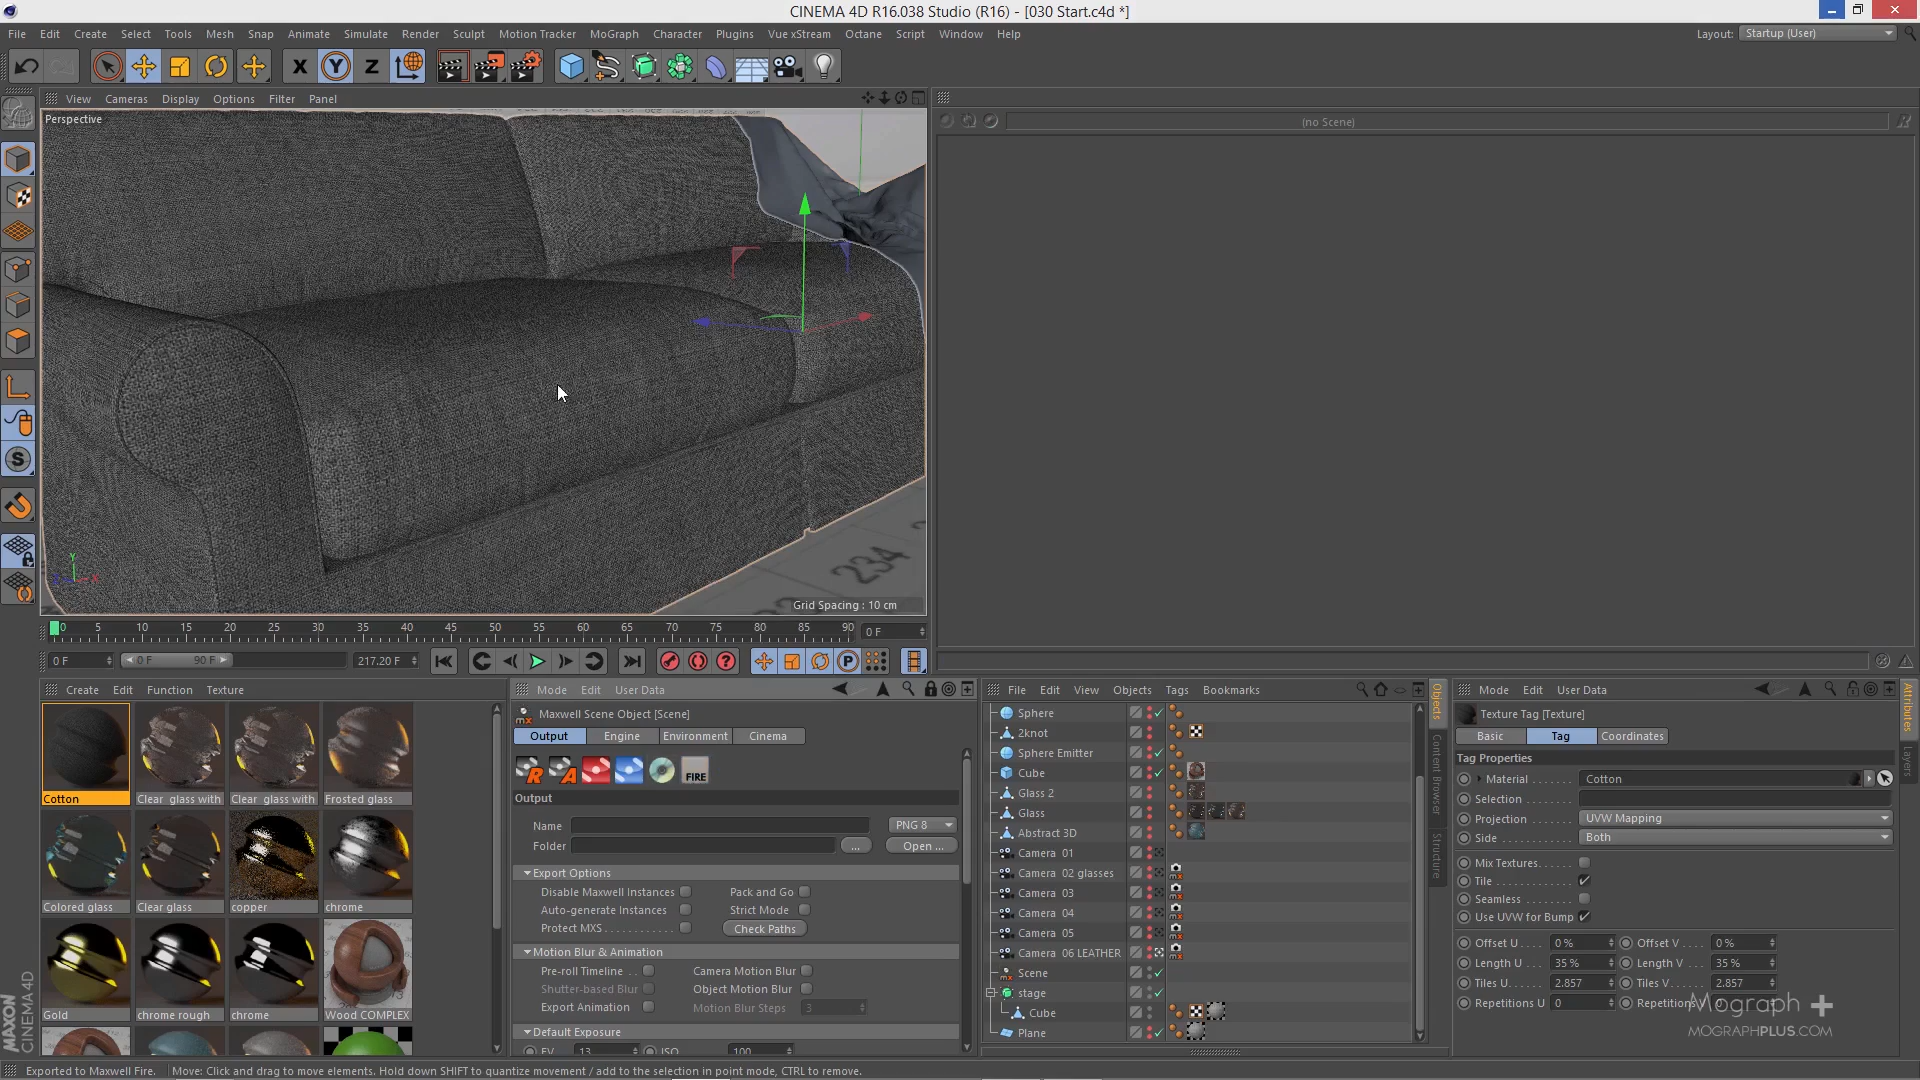 CINEMA 4D R16.038 Studio (R16) - [030 Start.c4d *]
File Edit Create Select Tools Mesh Snap Animate Simulate Render Sculpt Motion Tracker MoGraph Character Plugins Vue xStream Octane Script Window Help Layout: Startup (User)
X Y Z
View Cameras Display Options Filter Panel
Perspective
(no Scene)
234
Grid Spacing : 10 cm
0 5 10 15 20 25 30 35 40 45 50 55 60 65 70 75 80 85 90 0 F
0 F 0 F 90 F 217.20 F
Create Edit Function Texture
Mode Edit User Data
File Edit View Objects Tags Bookmarks
Mode Edit User Data
Maxwell Scene Object [Scene]
Output Engine Environment Cinema
FIRE
Output
Name PNG 8
Folder ... Open ...
Export Options
Disable Maxwell Instances Pack and Go
Auto-generate Instances Strict Mode
Protect MXS Check Paths
Motion Blur & Animation
Pre-roll Timeline Camera Motion Blur
Shutter-based Blur Object Motion Blur
Export Animation Motion Blur Steps 3
Default Exposure
EV 13 ISO 100
Cotton Clear glass with Clear glass with Frosted glass
Colored glass Clear glass copper chrome
Gold chrome rough chrome Wood COMPLEX
Sphere
2knot
Sphere Emitter
Cube
Glass 2
Glass
Abstract 3D
Camera 01
Camera 02 glasses
Camera 03
Camera 04
Camera 05
Camera 06 LEATHER
Scene
stage
Cube
Plane
Objects
Content Browser
Structure
Texture Tag [Texture]
Basic Tag Coordinates
Tag Properties
Material Cotton
Selection
Projection UVW Mapping
Side Both
Mix Textures
Tile
Seamless
Use UVW for Bump
Offset U 0 % Offset V 0 %
Length U 35 % Length V 35 %
Tiles U 2.857 Tiles V 2.857
Repetitions U 0 Repetitions V 0
Attributes
Layers
Mograph +
MOGRAPHPLUS.COM
MAXON
CINEMA 4D
Exported to Maxwell Fire. Move: Click and drag to move elements. Hold down SHIFT to quantize movement / add to the selection in point mode, CTRL to remove.